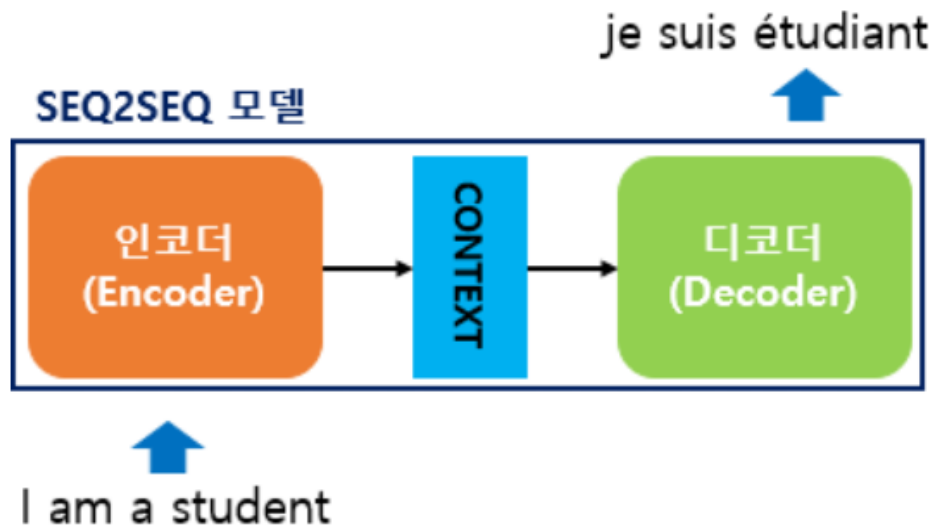 je suis étudiant
SEQ2SEQ 모델
인코더
(Encoder)
CONTEXT
디코더
(Decoder)
I am a student